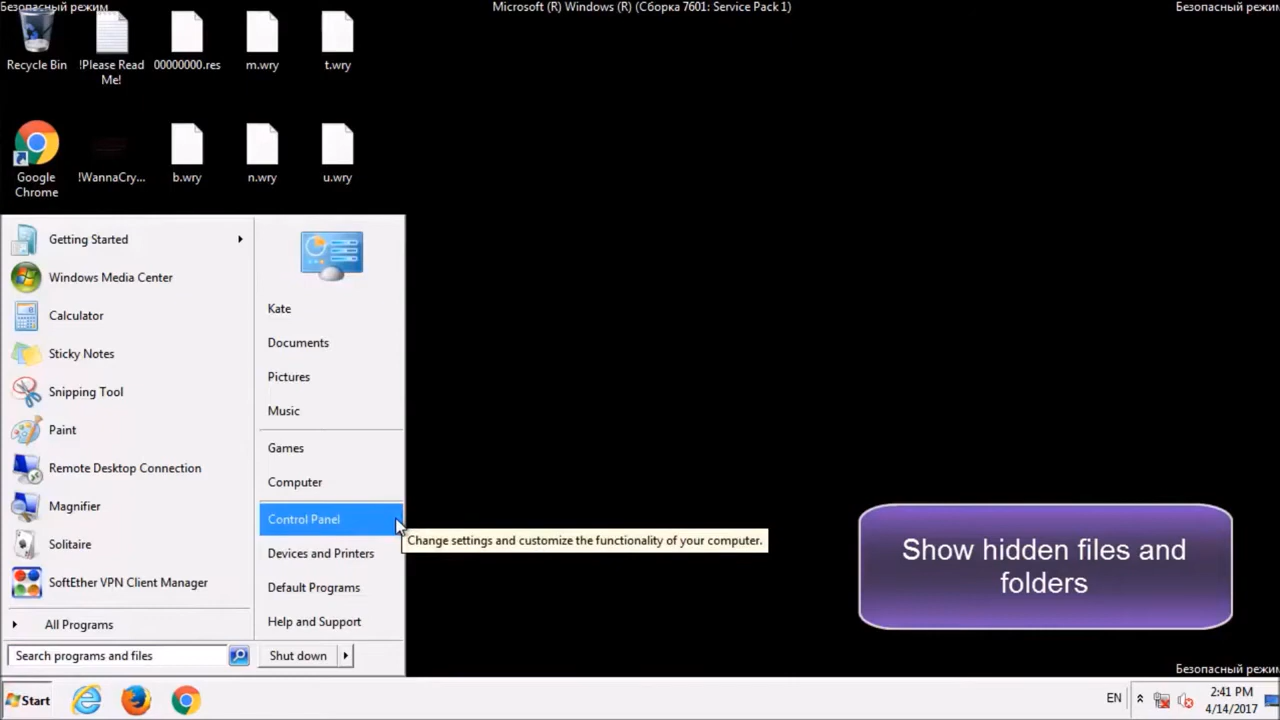 Безопасный режим
Microsoft (R) Windows (R) (Сборка 7601: Service Pack 1)
Безопасный режим
Recycle Bin
!Please Read
Me!
00000000.res
m.wry
t.wry
Google
Chrome
!WannaCry...
b.wry
n.wry
u.wry
Getting Started
Windows Media Center
Calculator
Sticky Notes
Snipping Tool
Paint
Remote Desktop Connection
Magnifier
Solitaire
SoftEther VPN Client Manager
All Programs
Search programs and files
Kate
Documents
Pictures
Music
Games
Computer
Control Panel
Devices and Printers
Default Programs
Help and Support
Shut down
Change settings and customize the functionality of your computer.
Show hidden files and
folders
Безопасный режим
Start
EN
2:41 PM
4/14/2017